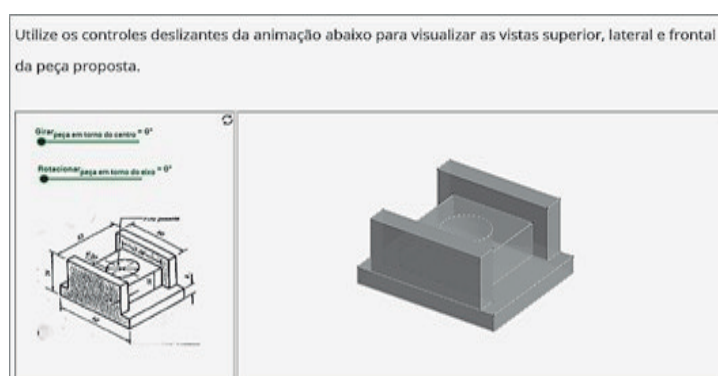 Utilize os controles deslizantes da animação abaixo para visualizar as vistas superior, lateral e frontal
da peça proposta.
Girar peça em torno do centro = 0°
Rotacionar peça em torno do eixo = 0°